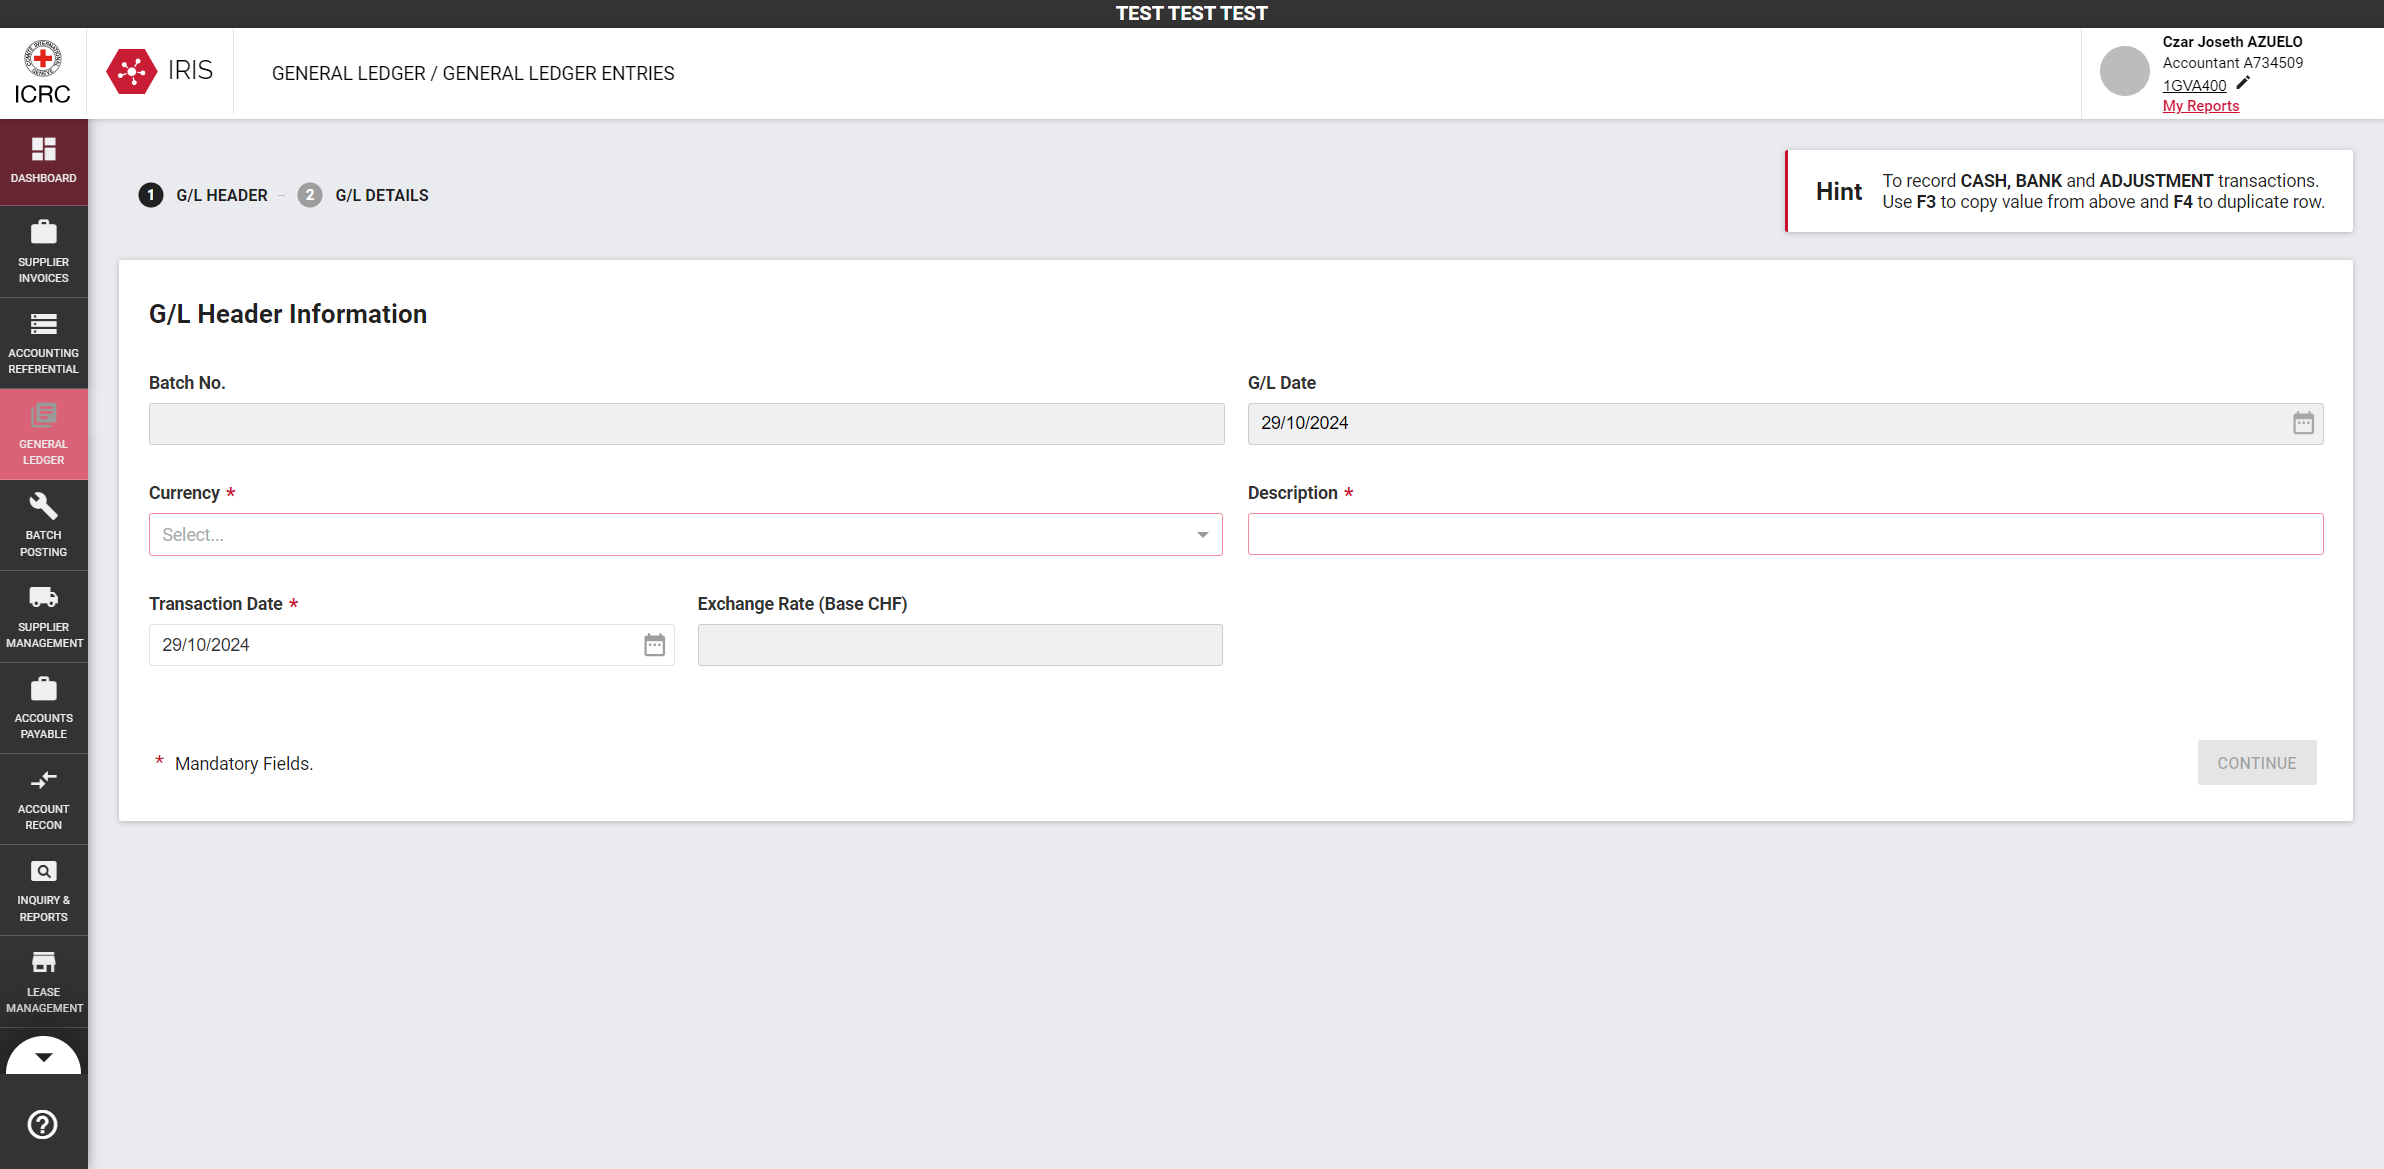 TEST TEST TEST
ICRC
IRIS
GENERAL LEDGER / GENERAL LEDGER ENTRIES
Czar Joseth AZUELO
Accountant A734509
1GVA400
My Reports
DASHBOARD
SUPPLIER
INVOICES
ACCOUNTING
REFERENTIAL
GENERAL
LEDGER
BATCH
POSTING
SUPPLIER
MANAGEMENT
ACCOUNTS
PAYABLE
ACCOUNT
RECON
INQUIRY &
REPORTS
LEASE
MANAGEMENT
1 G/L HEADER – 2 G/L DETAILS
Hint
To record CASH, BANK and ADJUSTMENT transactions.
Use F3 to copy value from above and F4 to duplicate row.
G/L Header Information
Batch No.
G/L Date
29/10/2024
Currency *
Select...
Description *
Transaction Date *
29/10/2024
Exchange Rate (Base CHF)
* Mandatory Fields.
CONTINUE